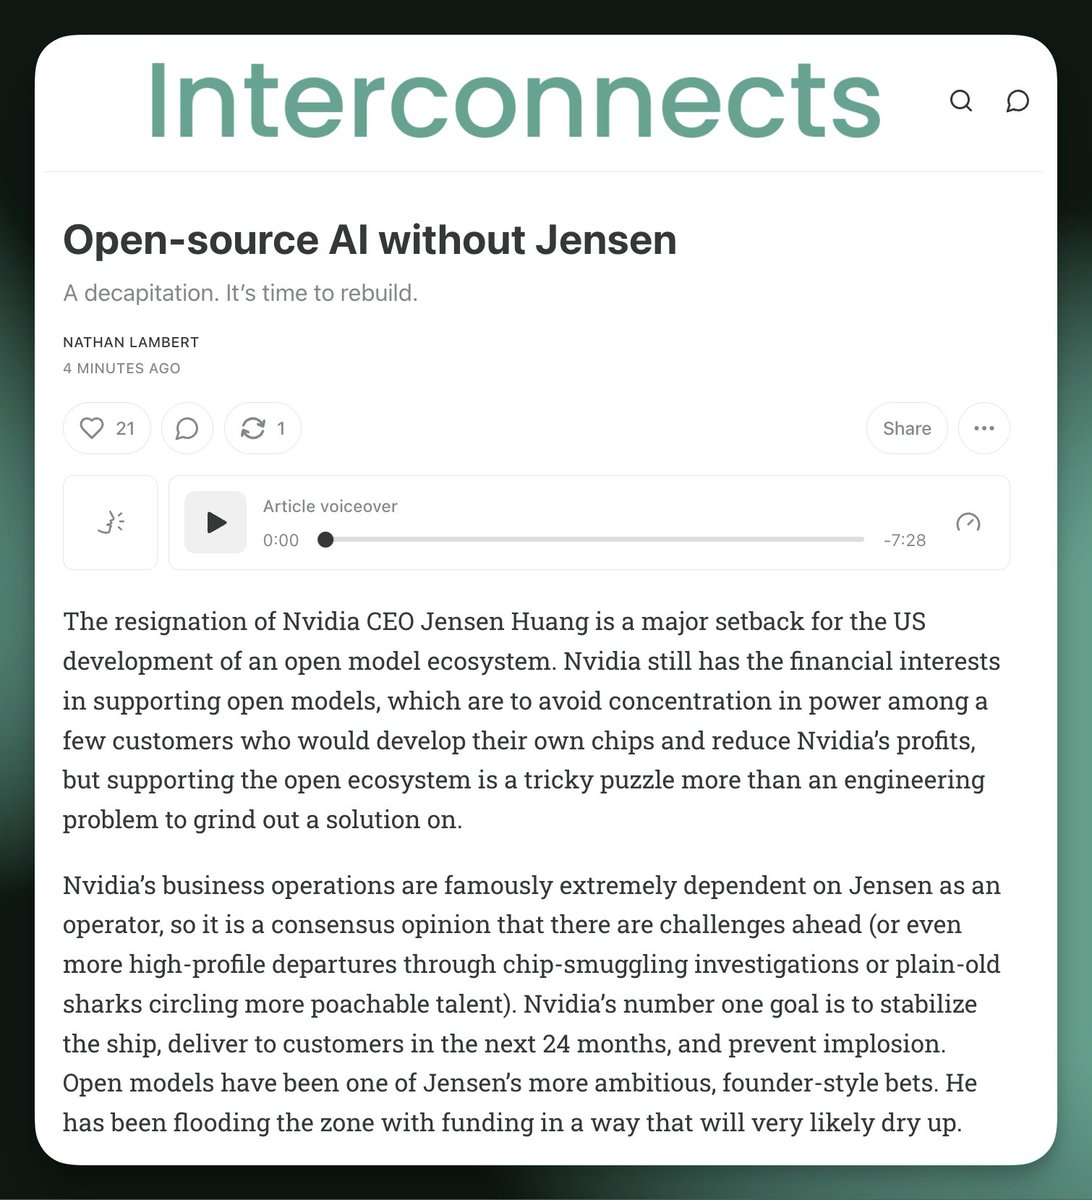 Interconnects
Open-source AI without Jensen
A decapitation. It’s time to rebuild.
NATHAN LAMBERT
4 MINUTES AGO
21
1
Share
Article voiceover
0:00
-7:28
The resignation of Nvidia CEO Jensen Huang is a major setback for the US
development of an open model ecosystem. Nvidia still has the financial interests
in supporting open models, which are to avoid concentration in power among a
few customers who would develop their own chips and reduce Nvidia’s profits,
but supporting the open ecosystem is a tricky puzzle more than an engineering
problem to grind out a solution on.
Nvidia’s business operations are famously extremely dependent on Jensen as an
operator, so it is a consensus opinion that there are challenges ahead (or even
more high-profile departures through chip-smuggling investigations or plain-old
sharks circling more poachable talent). Nvidia’s number one goal is to stabilize
the ship, deliver to customers in the next 24 months, and prevent implosion.
Open models have been one of Jensen’s more ambitious, founder-style bets. He
has been flooding the zone with funding in a way that will very likely dry up.